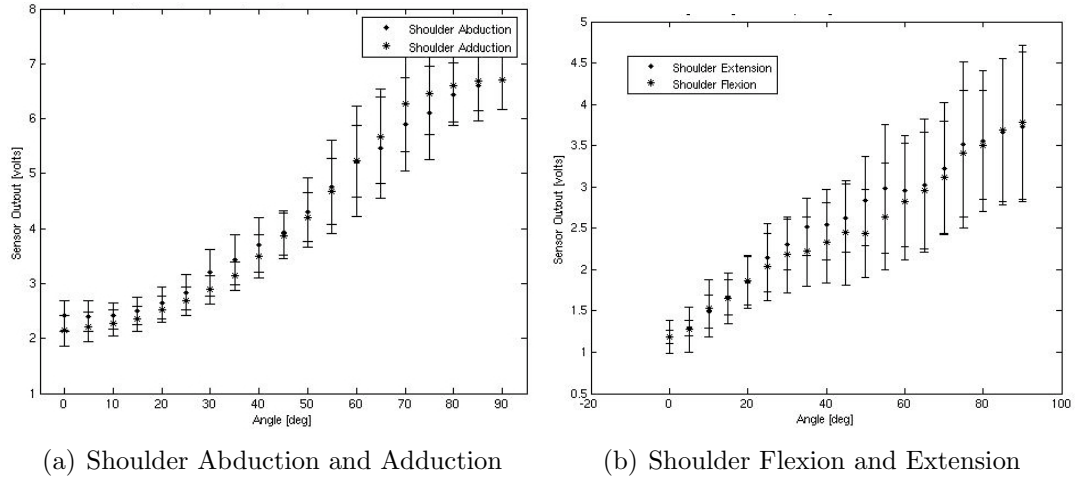 8
7
6
5
4
3
2
1
Sensor Outout [volts]
Shoulder Abduction
Shoulder Adduction
0 10 20 30 40 50 60 70 80 90
Angle [deg]
(a) Shoulder Abduction and Adduction
5
4.5
4
3.5
3
2.5
2
1.5
1
0.5
Sensor Outout [volts]
Shoulder Extension
Shoulder Flexion
-20 0 20 40 60 80 100
Angle [deg]
(b) Shoulder Flexion and Extension